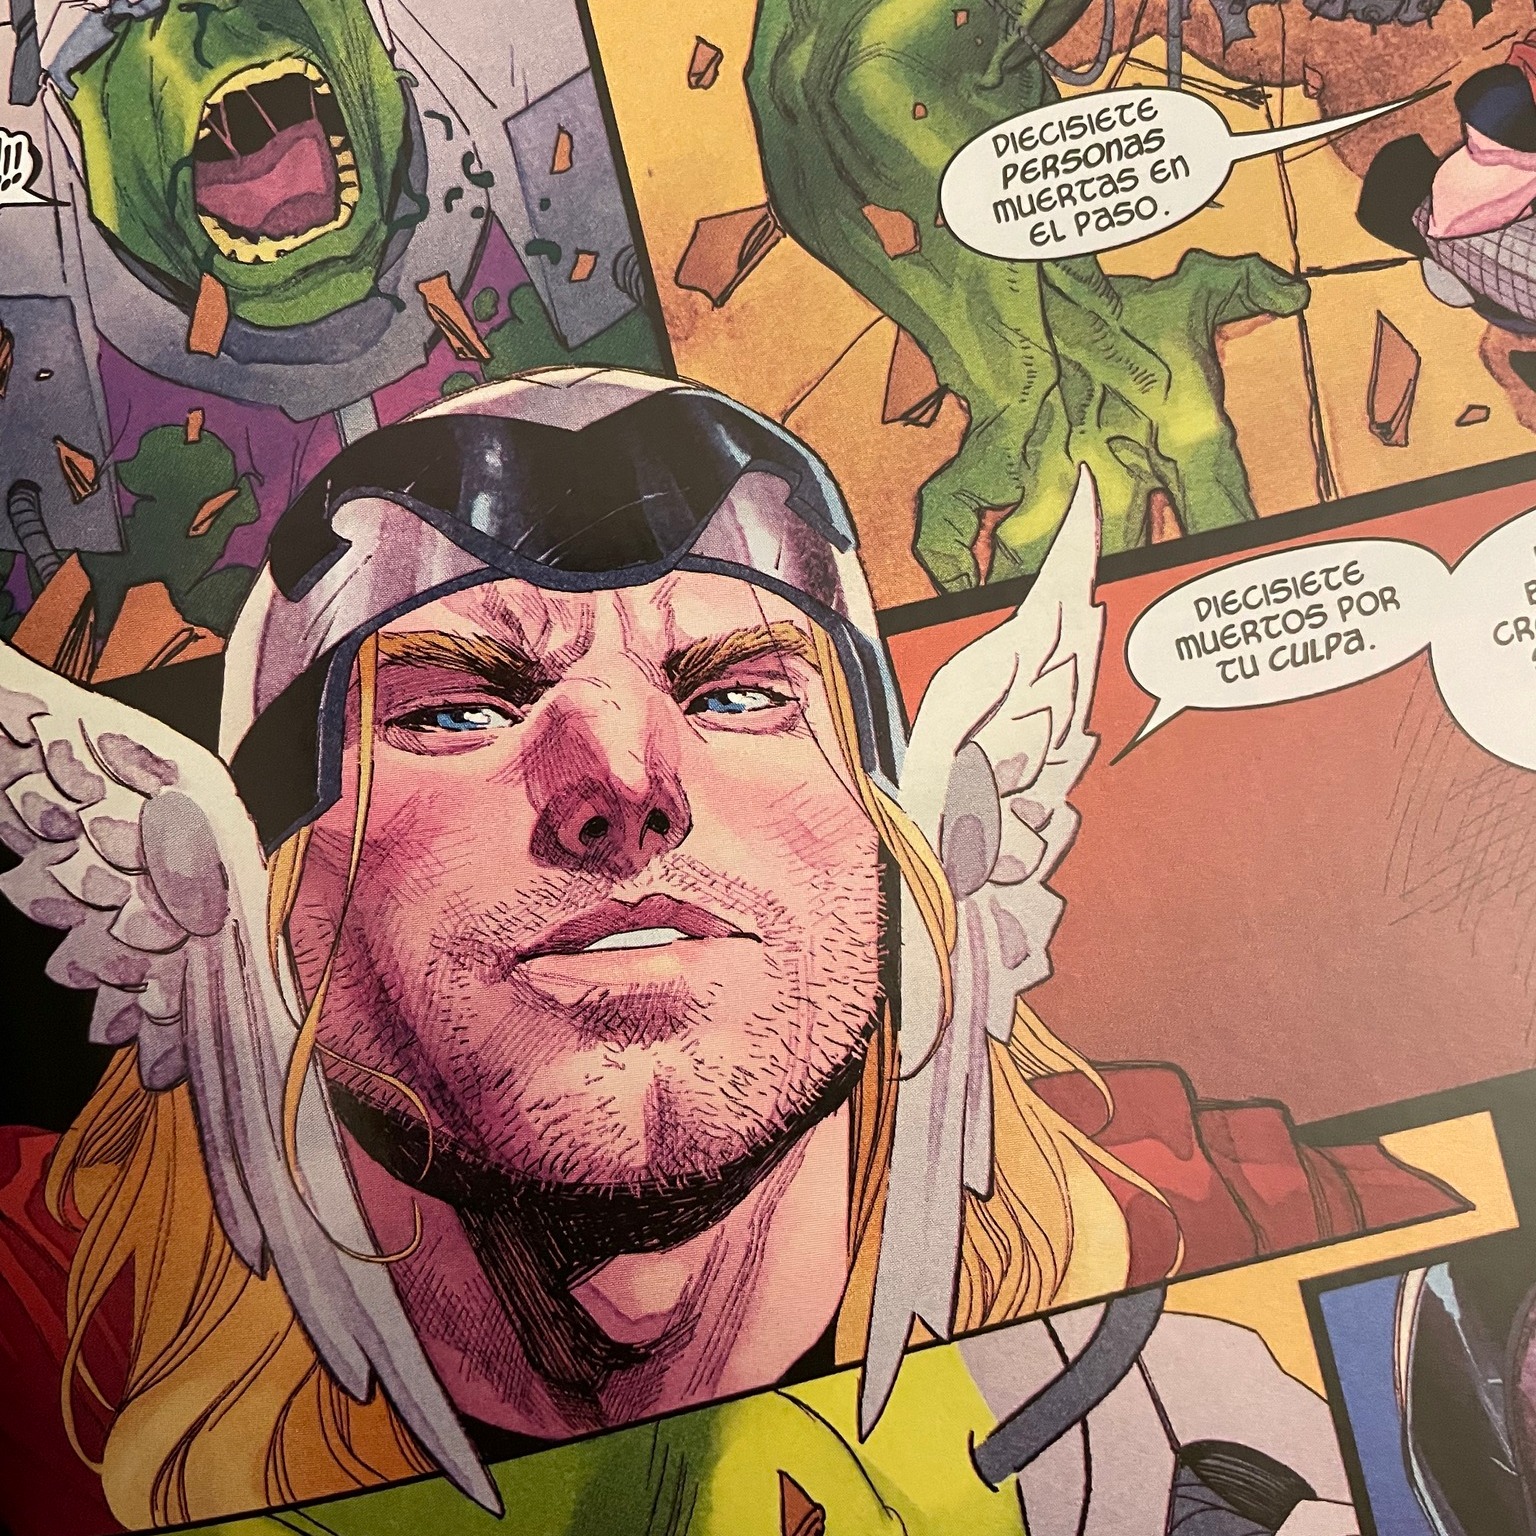 !!!
DIECISIETE
PERSONAS
MUERTAS EN
EL PASO.
DIECISIETE
MUERTOS POR
TU CULPA.